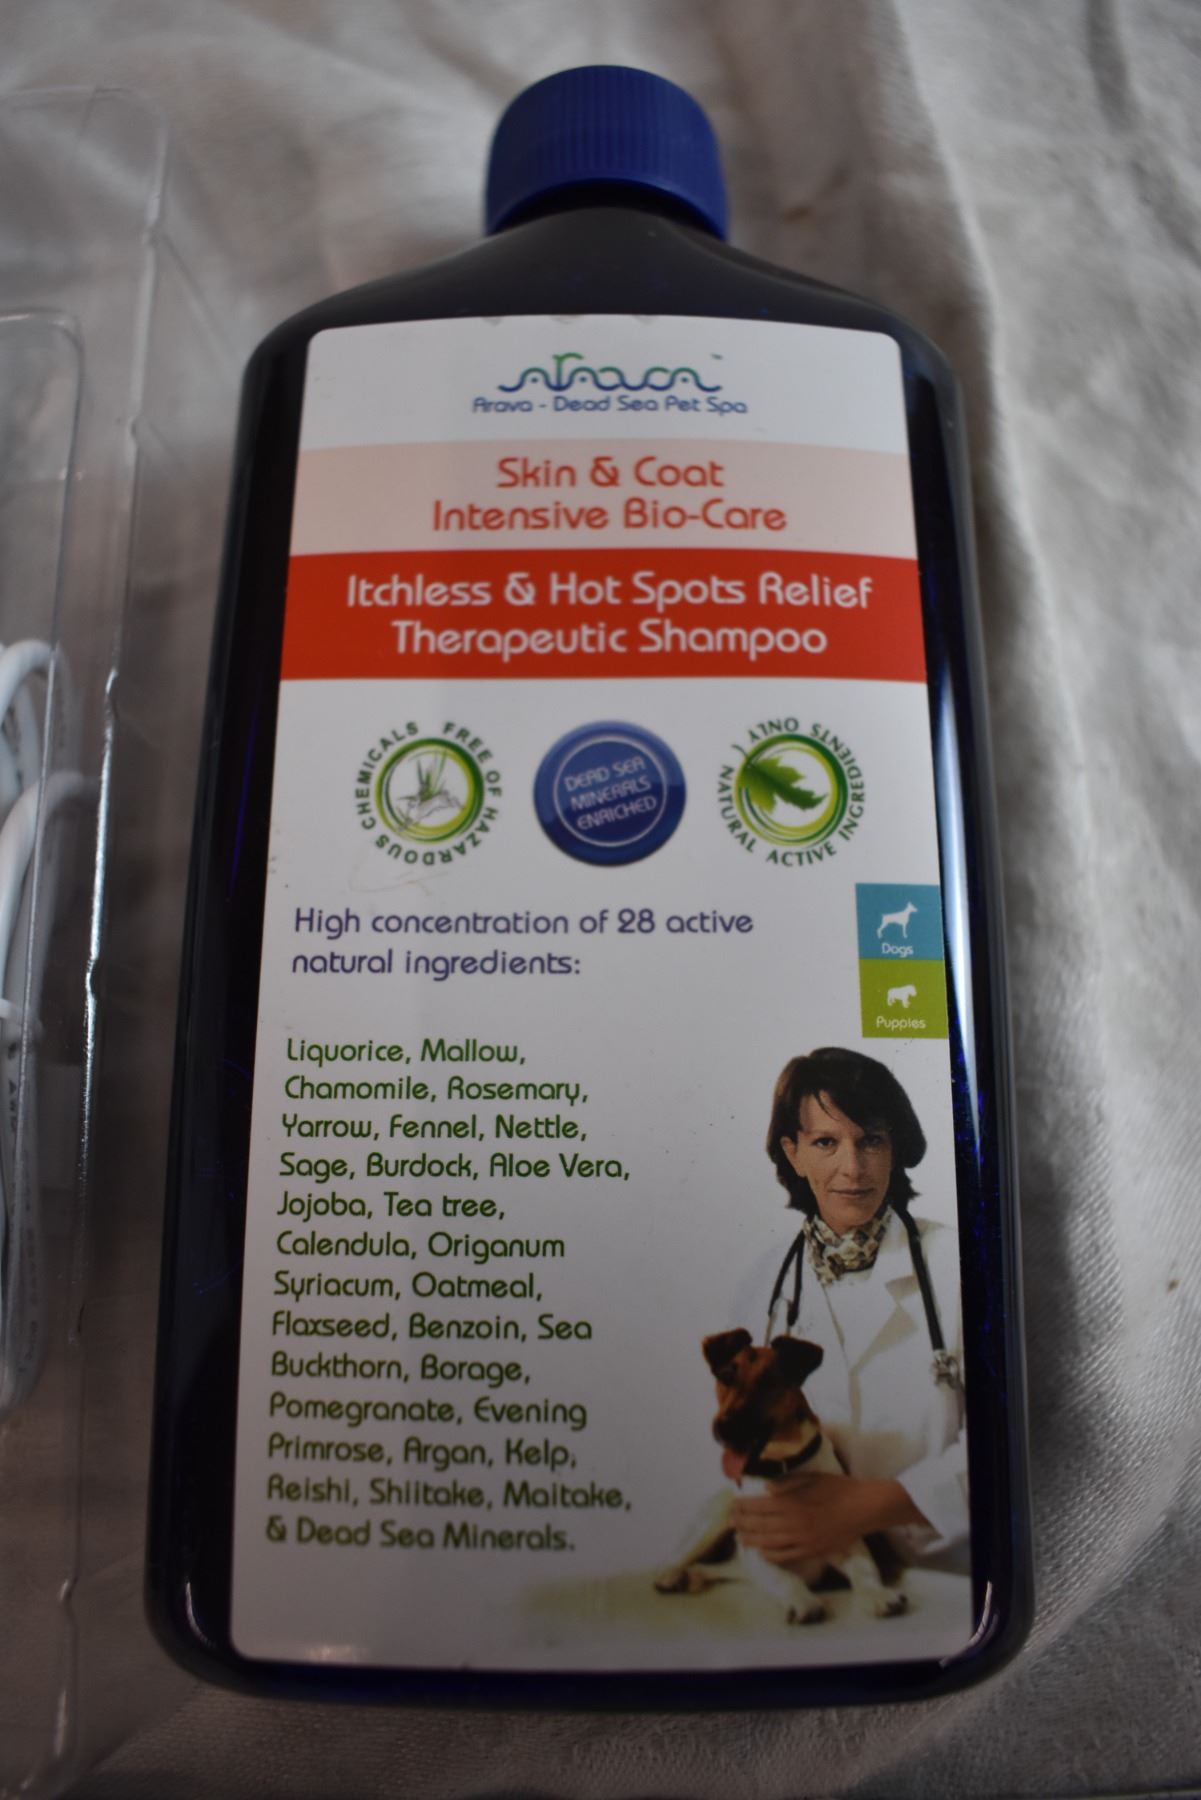 arava™
Arava - Dead Sea Pet Spa
Skin & Coat
Intensive Bio-Care
Itchless & Hot Spots Relief
Therapeutic Shampoo
FREE OF HAZARDOUS CHEMICALS
DEAD SEA
MINERALS
ENRICHED
NATURAL ACTIVE INGREDIENTS ONLY
High concentration of 28 active
natural ingredients:
Dogs
Puppies
Liquorice, Mallow,
Chamomile, Rosemary,
Yarrow, Fennel, Nettle,
Sage, Burdock, Aloe Vera,
Jojoba, Tea tree,
Calendula, Origanum
Syriacum, Oatmeal,
Flaxseed, Benzoin, Sea
Buckthorn, Borage,
Pomegranate, Evening
Primrose, Argan, Kelp,
Reishi, Shiitake, Maitake,
& Dead Sea Minerals.